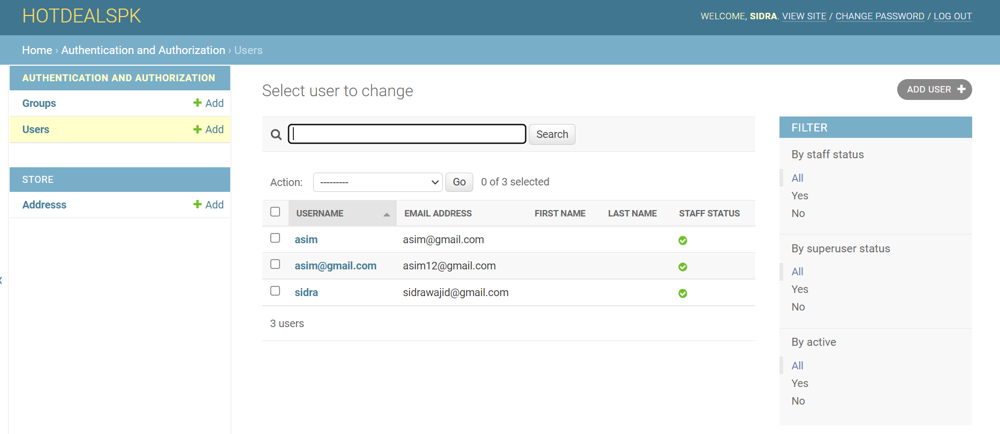 HOTDEALSPK
WELCOME, SIDRA. VIEW SITE / CHANGE PASSWORD / LOG OUT
Home › Authentication and Authorization › Users
AUTHENTICATION AND AUTHORIZATION
Groups Add
Users Add
STORE
Addresss Add
Select user to change
ADD USER
Search
Action: --------- Go 0 of 3 selected
USERNAME EMAIL ADDRESS FIRST NAME LAST NAME STAFF STATUS
asim asim@gmail.com
asim@gmail.com asim12@gmail.com
sidra sidrawajid@gmail.com
3 users
FILTER
By staff status
All
Yes
No
By superuser status
All
Yes
No
By active
All
Yes
No